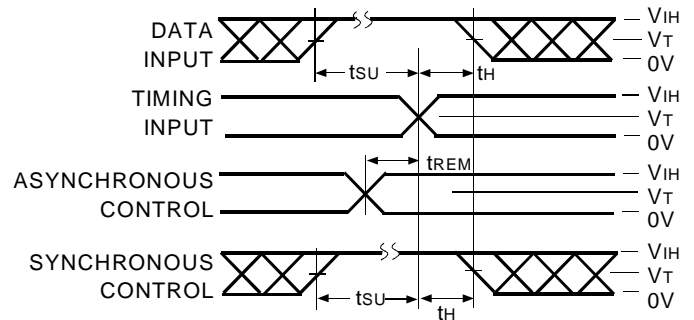 DATA INPUT
VIH
VT
0V
tSU
tH
TIMING INPUT
VIH
VT
0V
tREM
ASYNCHRONOUS CONTROL
VIH
VT
0V
SYNCHRONOUS CONTROL
VIH
VT
0V
tSU
tH